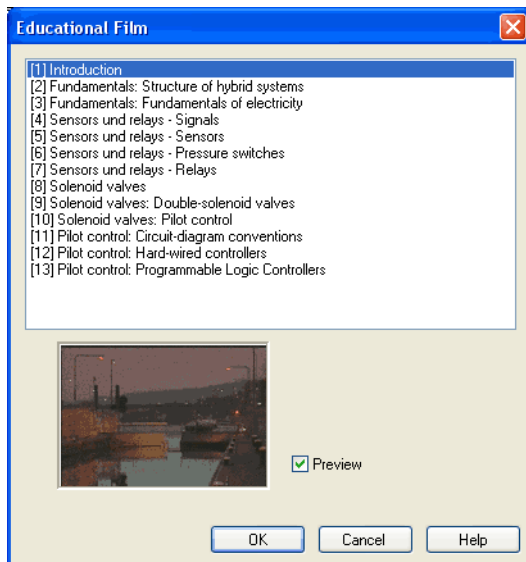 Educational Film
[1] Introduction
[2] Fundamentals: Structure of hybrid systems
[3] Fundamentals: Fundamentals of electricity
[4] Sensors und relays - Signals
[5] Sensors und relays - Sensors
[6] Sensors und relays - Pressure switches
[7] Sensors und relays - Relays
[8] Solenoid valves
[9] Solenoid valves: Double-solenoid valves
[10] Solenoid valves: Pilot control
[11] Pilot control: Circuit-diagram conventions
[12] Pilot control: Hard-wired controllers
[13] Pilot control: Programmable Logic Controllers
Preview
OK Cancel Help